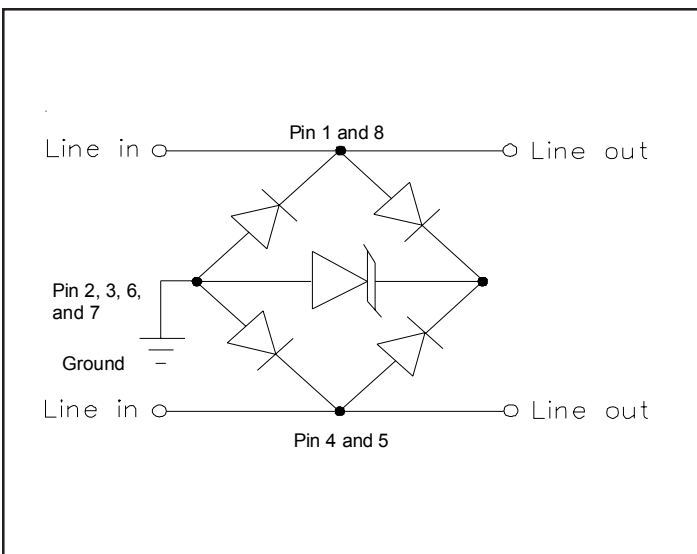 Pin 1 and 8
Line in
Line out
Pin 2, 3, 6,
and 7
Ground
Line in
Line out
Pin 4 and 5